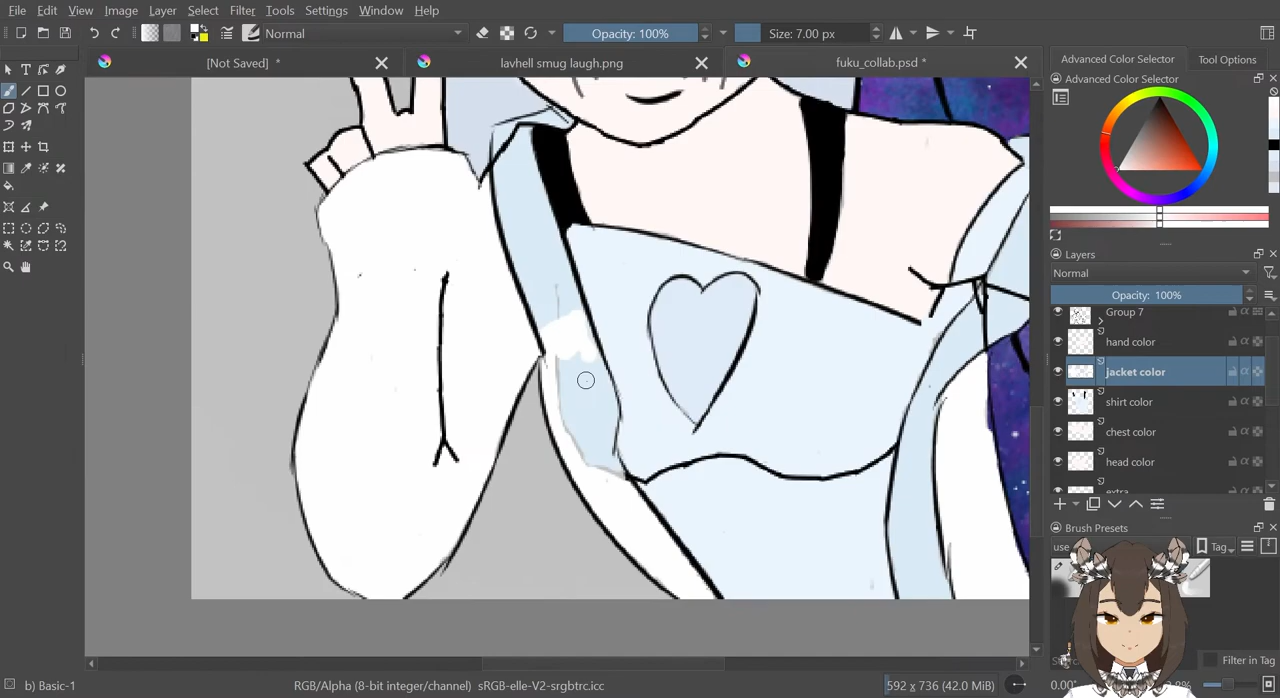 File Edit View Image Layer Select Filter Tools Settings Window Help
Normal Opacity: 100% Size: 7.00 px
[Not Saved] * lavhell smug laugh.png fuku_collab.psd *
Advanced Color Selector Tool Options
Advanced Color Selector
Layers
Normal
Opacity: 100%
Group 7
hand color
jacket color
shirt color
chest color
head color
Brush Presets
use Tag
Filter in Tag
b) Basic-1 RGB/Alpha (8-bit integer/channel) sRGB-elle-V2-srgbtrc.icc 592 x 736 (42.0 MiB) 0.00°